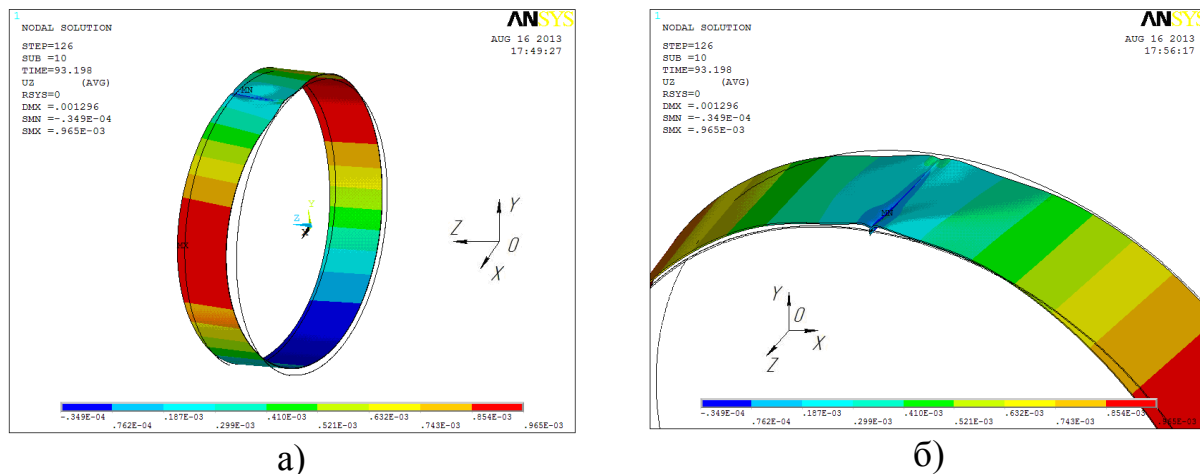 1
NODAL SOLUTION
STEP=126
SUB =10
TIME=93.198
UZ (AVG)
RSYS=0
DMX =.001296
SMN =-.349E-04
SMX =.965E-03
ANSYS
AUG 16 2013
17:49:27
MN
MX
Y
Z
X
Y
Z
O
X
-.349E-04 .187E-03 .410E-03 .632E-03 .854E-03
.762E-04 .299E-03 .521E-03 .743E-03 .965E-03
а)
1
NODAL SOLUTION
STEP=126
SUB =10
TIME=93.198
UZ (AVG)
RSYS=0
DMX =.001296
SMN =-.349E-04
SMX =.965E-03
ANSYS
AUG 16 2013
17:56:17
MN
Y
O
X
Z
-.349E-04 .187E-03 .410E-03 .632E-03 .854E-03
.762E-04 .299E-03 .521E-03 .743E-03
б)